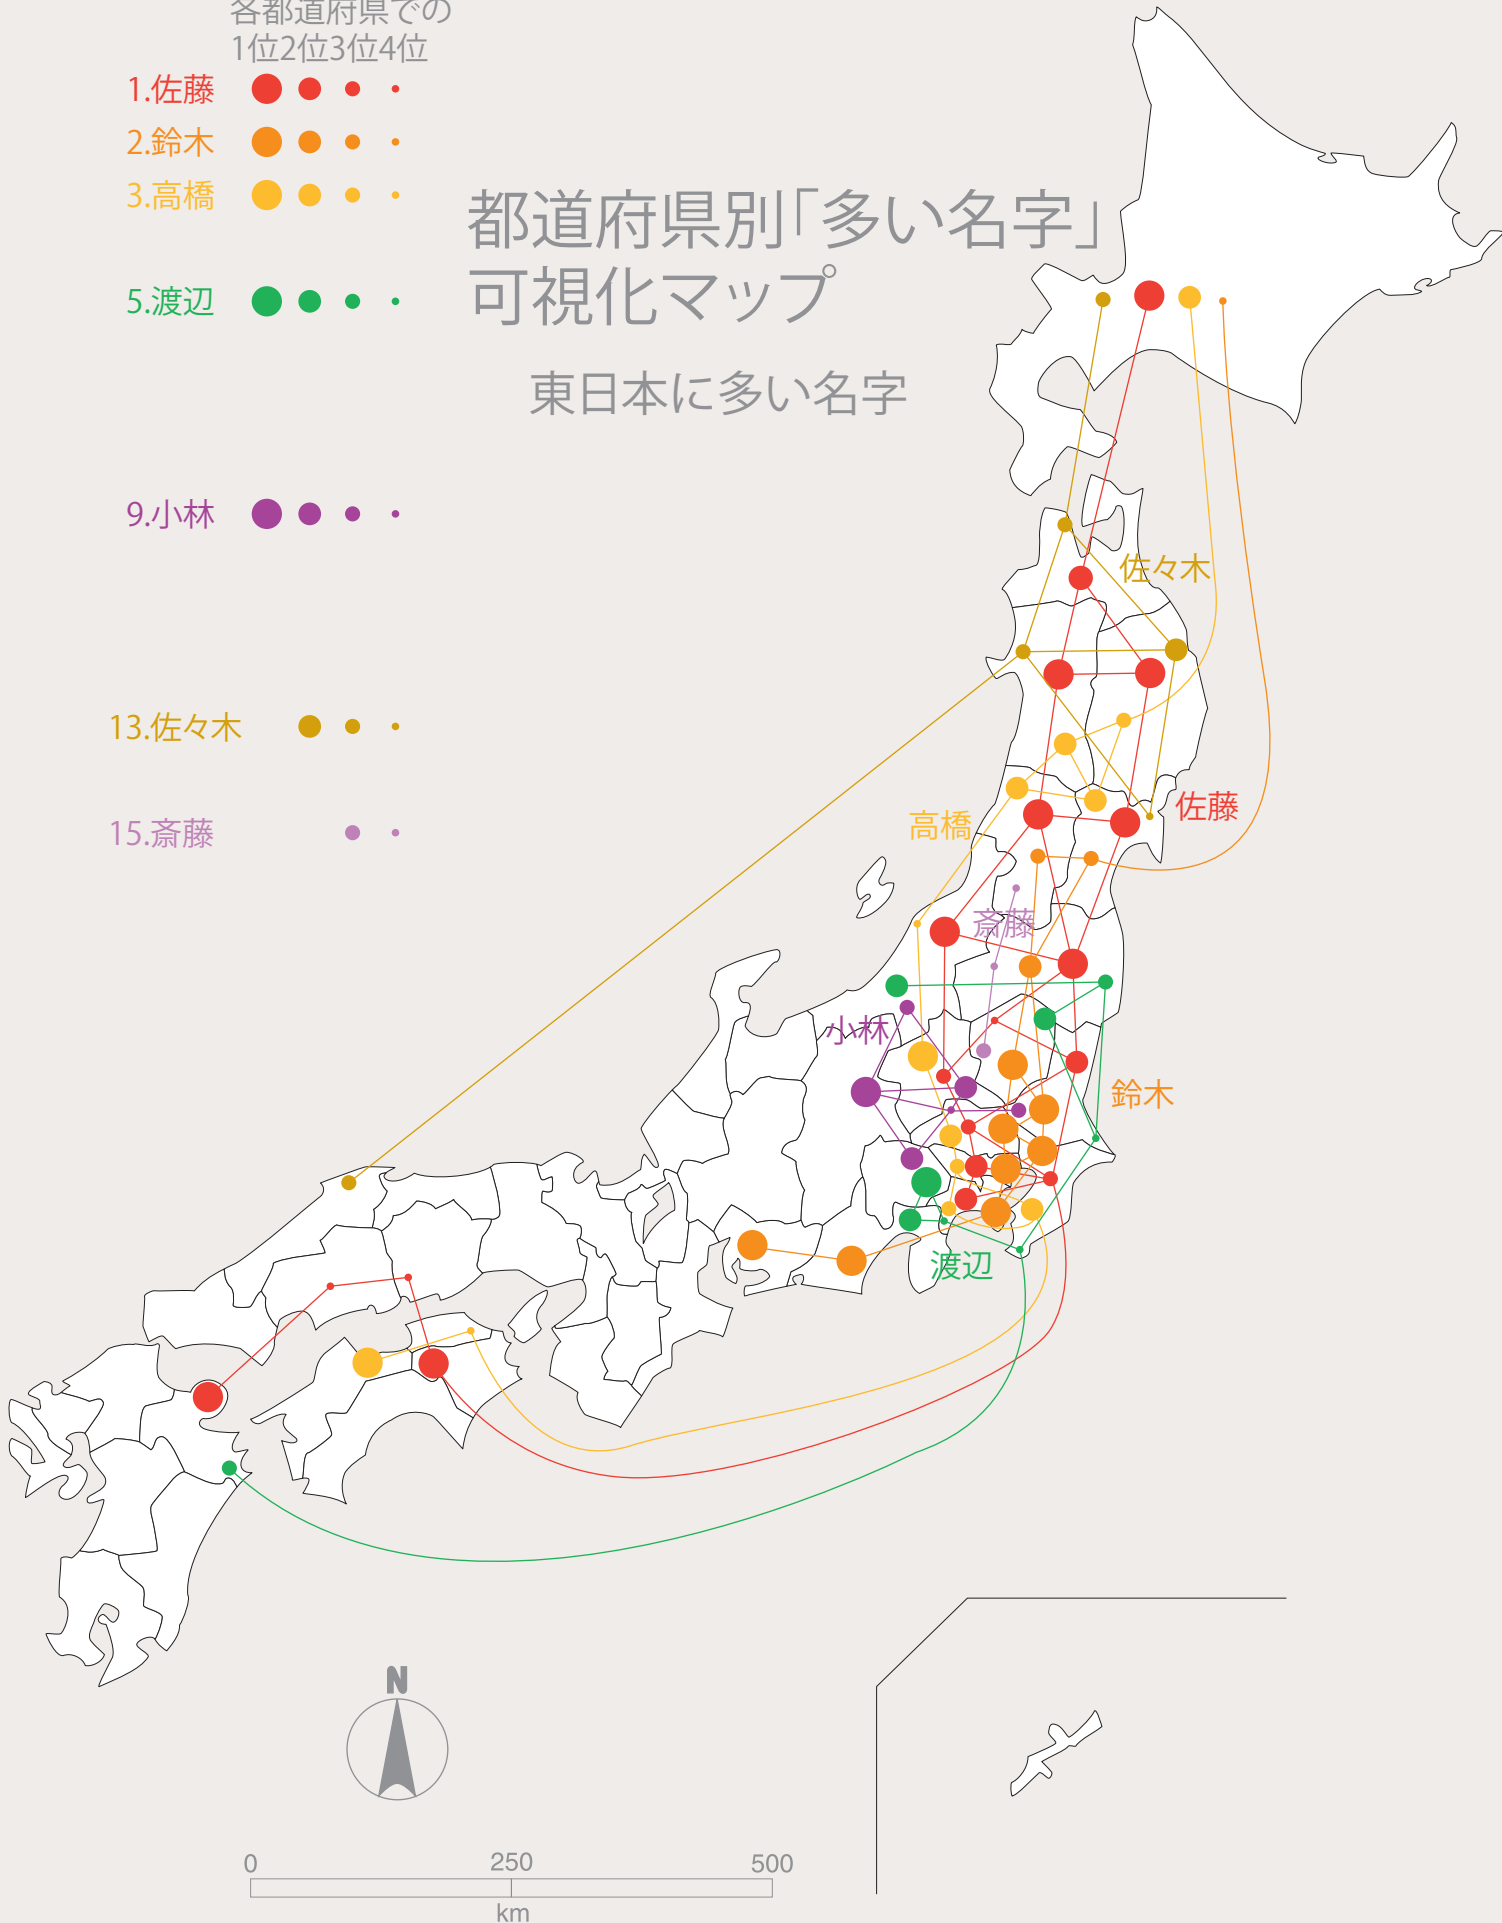 各都道府県での
1位2位3位4位
1.佐藤
2.鈴木
3.高橋
都道府県別「多い名字」
可視化マップ
5.渡辺
東日本に多い名字
9.小林
佐々木
13.佐々木
佐藤
高橋
15.斎藤
斎藤
小林
鈴木
渡辺
N
0
250
500
km